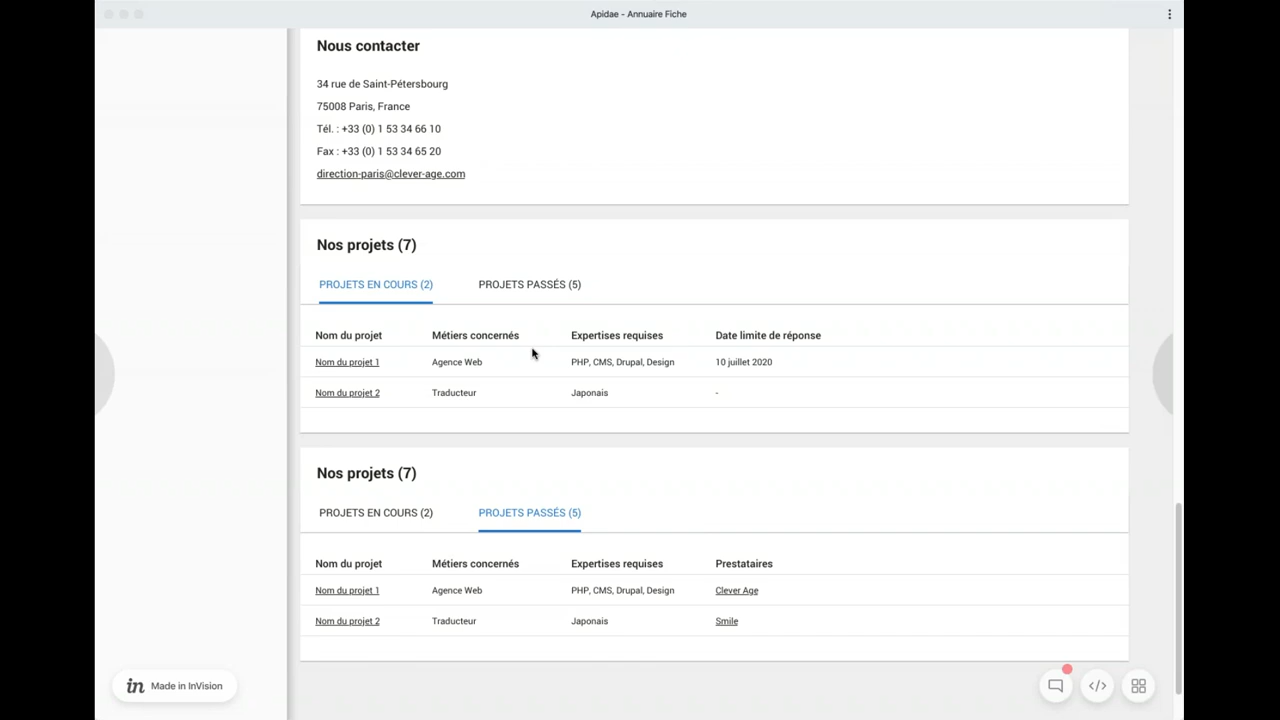 Apidae - Annuaire Fiche
Nous contacter
34 rue de Saint-Pétersbourg
75008 Paris, France
Tél. : +33 (0) 1 53 34 66 10
Fax : +33 (0) 1 53 34 65 20
direction-paris@clever-age.com
Nos projets (7)
PROJETS EN COURS (2) PROJETS PASSÉS (5)
Nom du projet Métiers concernés Expertises requises Date limite de réponse
Nom du projet 1 Agence Web PHP, CMS, Drupal, Design 10 juillet 2020
Nom du projet 2 Traducteur Japonais -
Nos projets (7)
PROJETS EN COURS (2) PROJETS PASSÉS (5)
Nom du projet Métiers concernés Expertises requises Prestataires
Nom du projet 1 Agence Web PHP, CMS, Drupal, Design Clever Age
Nom du projet 2 Traducteur Japonais Smile
in Made in InVision